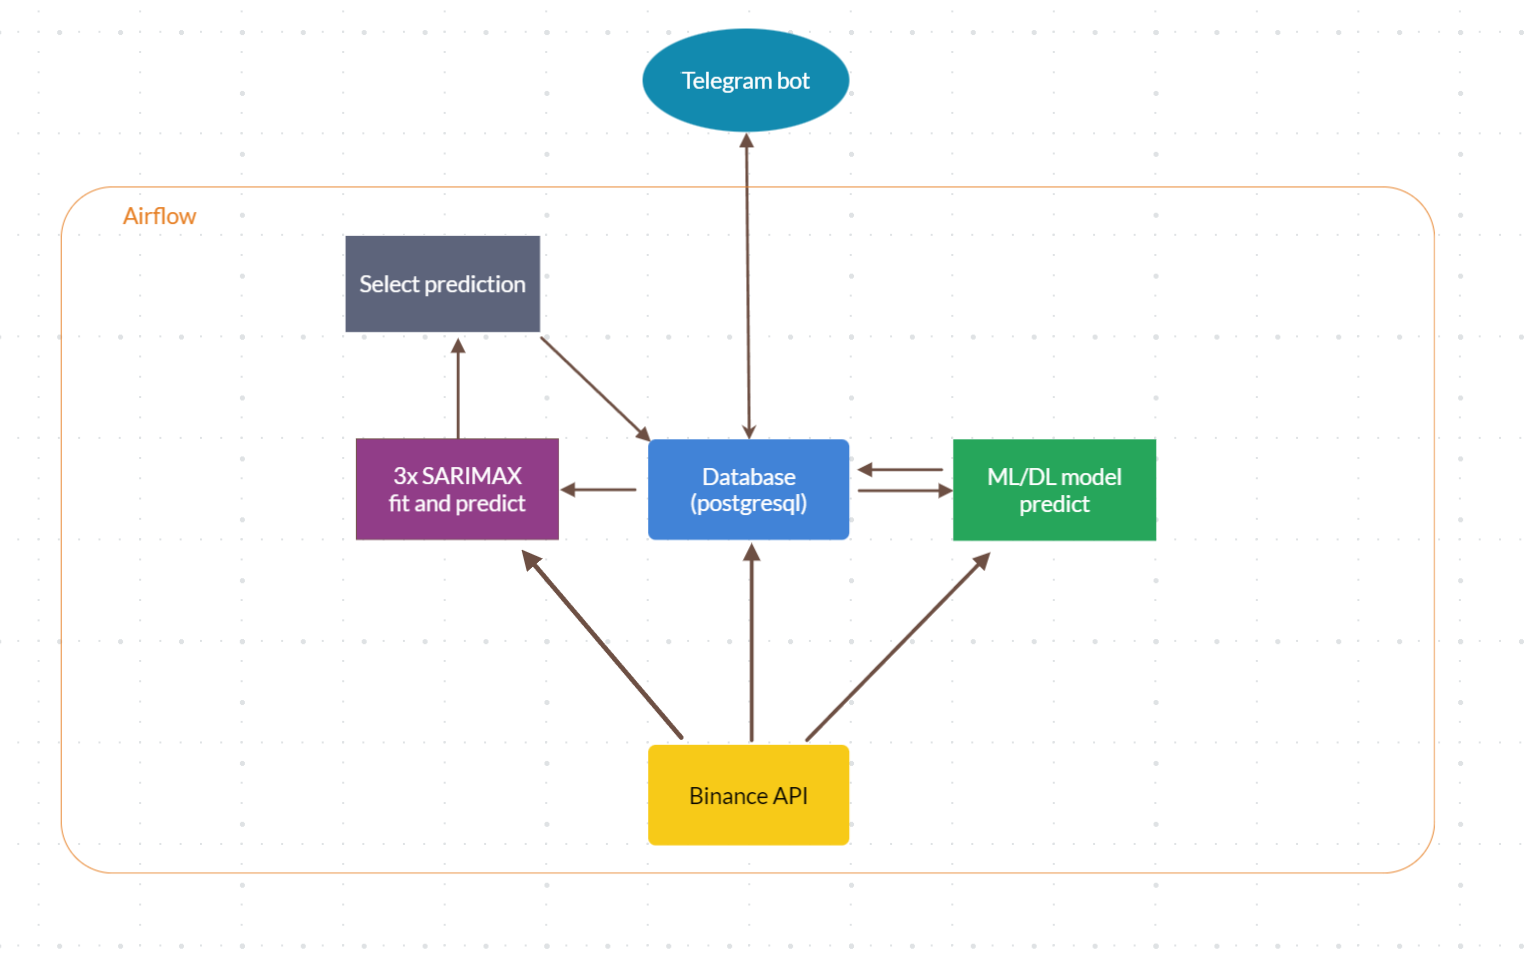 Telegram bot
Airflow
Select prediction
3x SARIMAX
fit and predict
Database
(postgresql)
ML/DL model
predict
Binance API